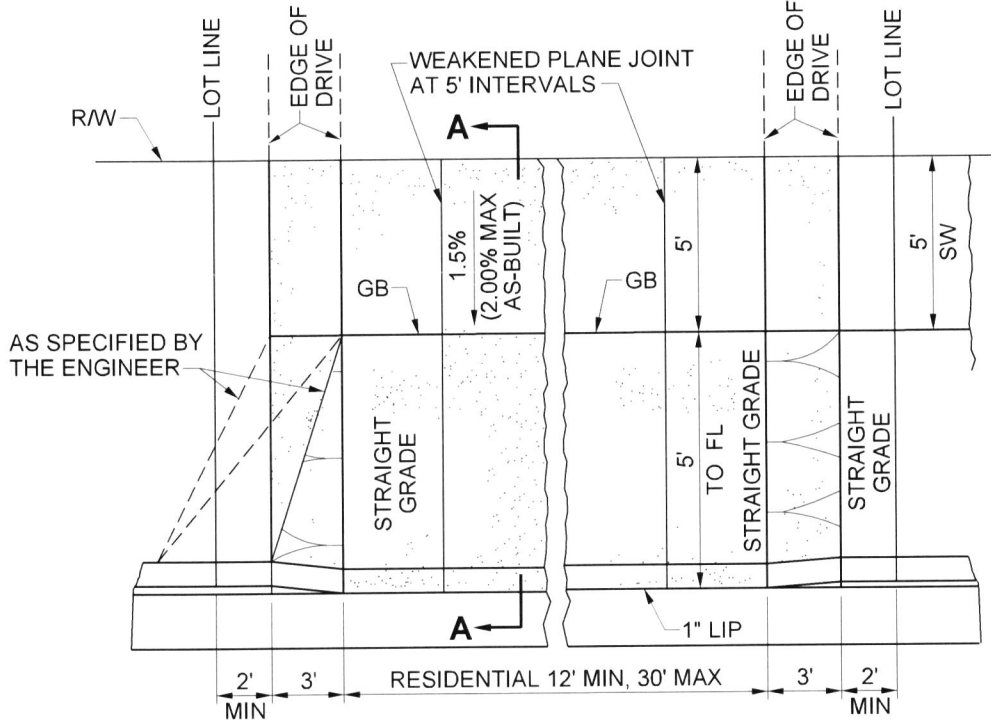 LOT LINE
EDGE OF
DRIVE
WEAKENED PLANE JOINT
AT 5' INTERVALS
EDGE OF
DRIVE
LOT LINE
R/W
A
1.5%
(2.00% MAX
AS-BUILT)
5'
5'
SW
GB
GB
AS SPECIFIED BY
THE ENGINEER
STRAIGHT
GRADE
5'
TO FL
STRAIGHT GRADE
STRAIGHT
GRADE
A
1" LIP
2'
MIN
3'
RESIDENTIAL 12' MIN, 30' MAX
3'
2'
MIN